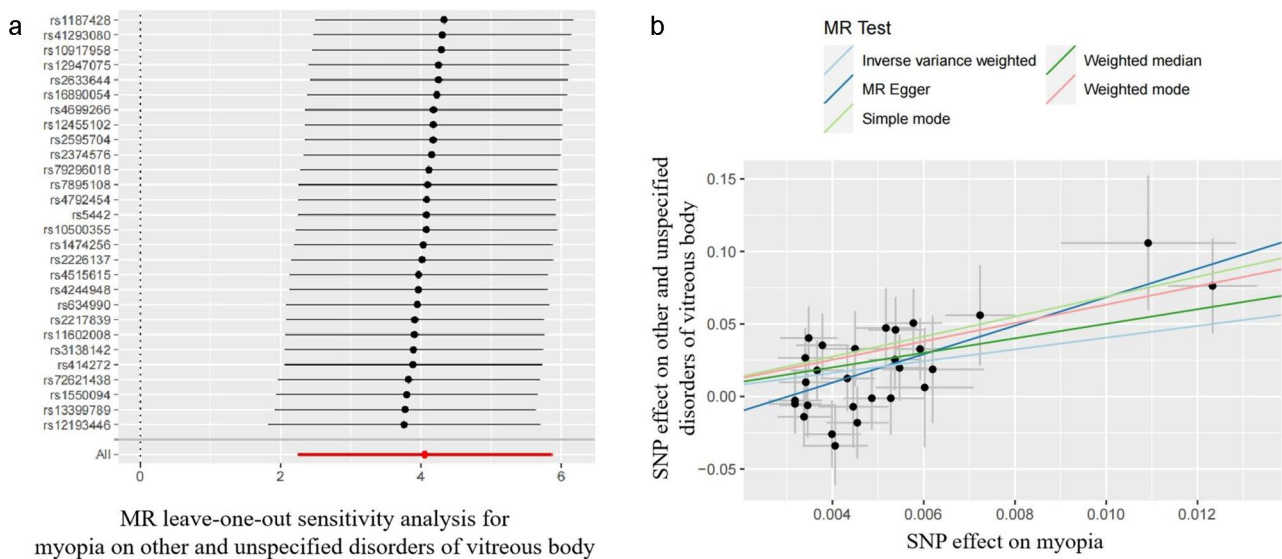 a
rs1187428
rs41293080
rs10917958
rs12947075
rs2633644
rs16890054
rs4699266
rs12455102
rs2595704
rs2374576
rs79296018
rs7895108
rs4792454
rs5442
rs10500355
rs1474256
rs2226137
rs4515615
rs4244948
rs634990
rs2217839
rs11602008
rs3138142
rs414272
rs72621438
rs1550094
rs13399789
rs12193446
All
0 2 4 6
MR leave-one-out sensitivity analysis for
myopia on other and unspecified disorders of vitreous body
b
MR Test
Inverse variance weighted
MR Egger
Simple mode
Weighted median
Weighted mode
SNP effect on other and unspecified
disorders of vitreous body
0.15
0.10
0.05
0.00
−0.05
0.004 0.006 0.008 0.010 0.012
SNP effect on myopia